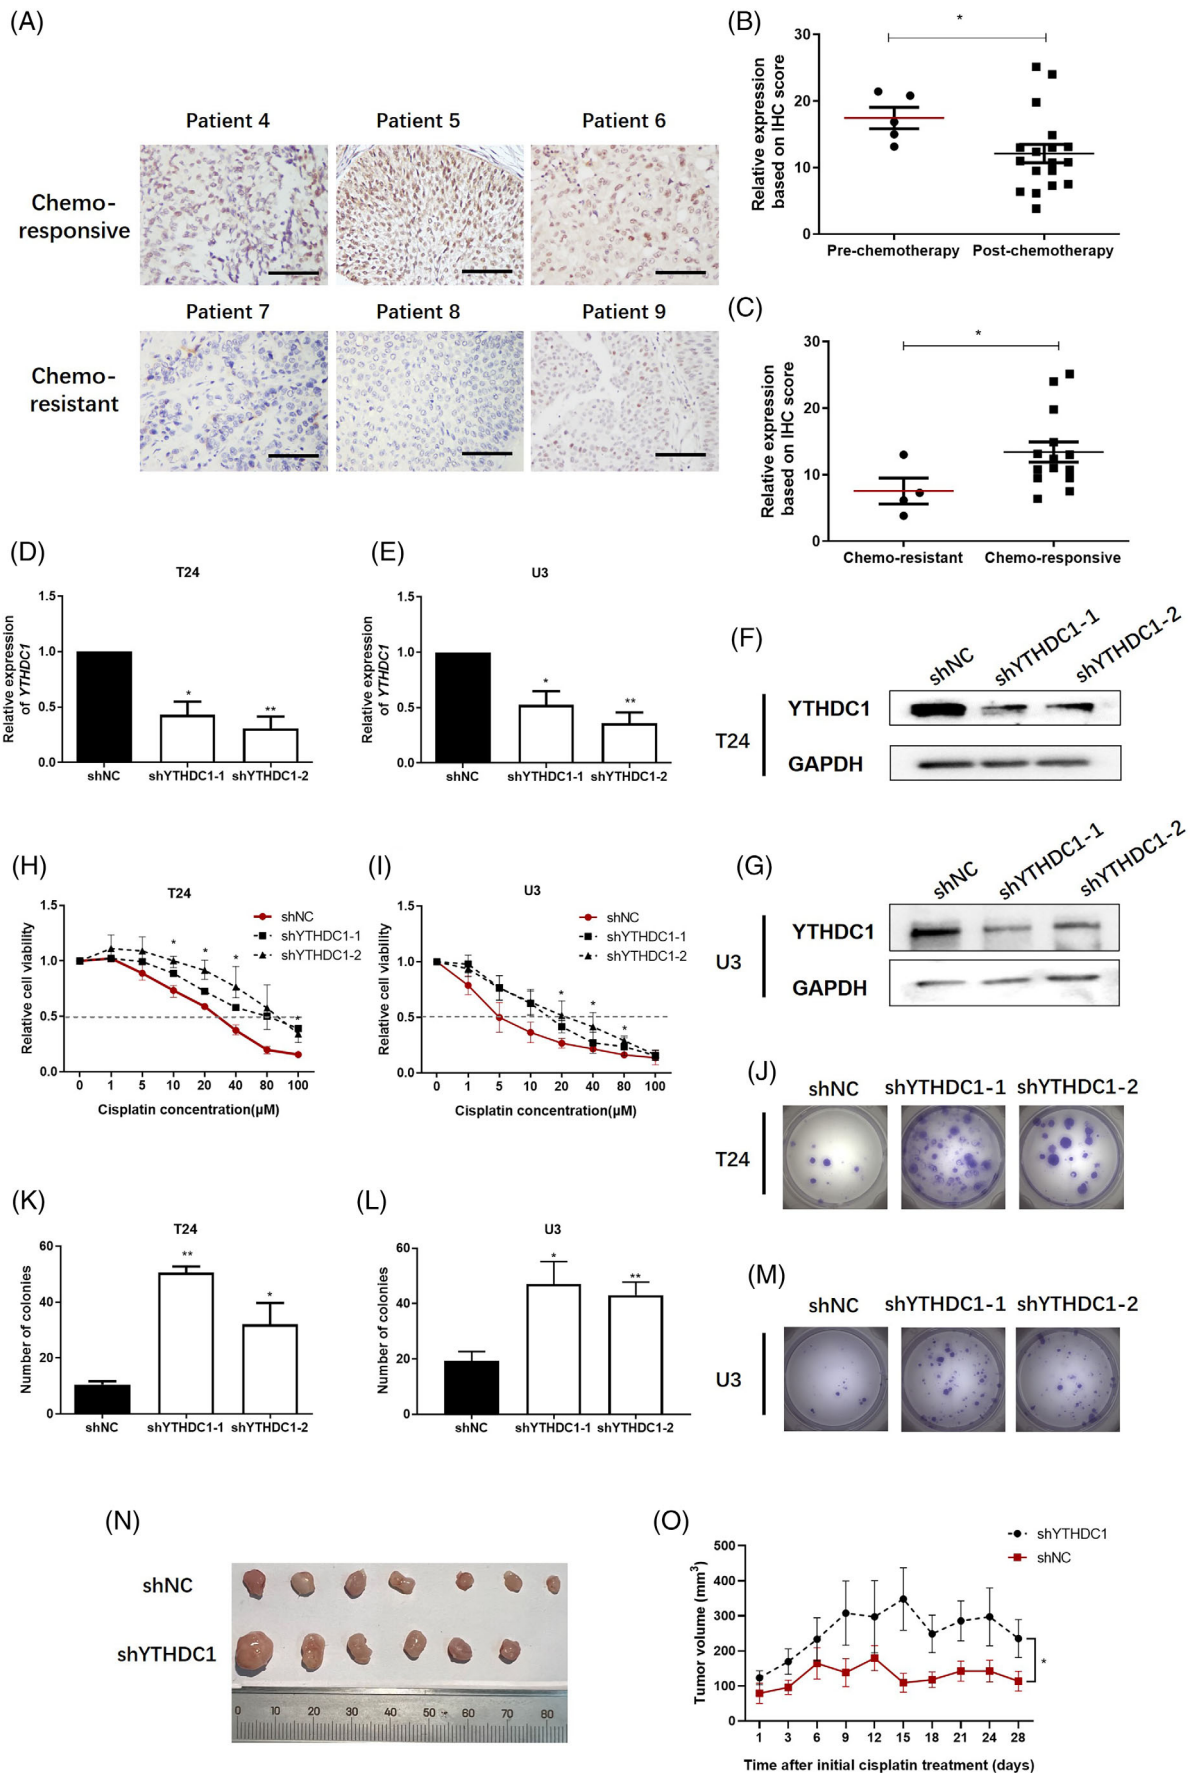 (A)
Patient 4 Patient 5 Patient 6
Chemo-
responsive
Patient 7 Patient 8 Patient 9
Chemo-
resistant
(B)
*
Relative expression
based on IHC score
30
20
10
0
Pre-chemotherapy Post-chemotherapy
(C)
*
Relative expression
based on IHC score
30
20
10
0
Chemo-resistant Chemo-responsive
(D)
T24
Relative expression
of YTHDC1
1.5
1.0
0.5
0.0
* **
shNC shYTHDC1-1 shYTHDC1-2
(E)
U3
Relative expression
of YTHDC1
1.5
1.0
0.5
0.0
* **
shNC shYTHDC1-1 shYTHDC1-2
(F)
shNC shYTHDC1-1 shYTHDC1-2
T24
YTHDC1
GAPDH
(G)
shNC shYTHDC1-1 shYTHDC1-2
U3
YTHDC1
GAPDH
(H)
T24
Relative cell viability
1.5
1.0
0.5
0.0
shNC
shYTHDC1-1
shYTHDC1-2
* * * *
0 1 5 10 20 40 80 100
Cisplatin concentration(μM)
(I)
U3
Relative cell viability
1.5
1.0
0.5
0.0
shNC
shYTHDC1-1
shYTHDC1-2
* * *
0 1 5 10 20 40 80 100
Cisplatin concentration(μM)
(J)
shNC shYTHDC1-1 shYTHDC1-2
T24
(K)
T24
Number of colonies
60
40
20
0
** *
shNC shYTHDC1-1 shYTHDC1-2
(L)
U3
Number of colonies
60
40
20
0
* **
shNC shYTHDC1-1 shYTHDC1-2
(M)
shNC shYTHDC1-1 shYTHDC1-2
U3
(N)
shNC
shYTHDC1
0 10 20 30 40 50 60 70 80
(O)
shYTHDC1
shNC
Tumor volume (mm³)
500
400
300
200
100
0
*
1 3 6 9 12 15 18 21 24 28
Time after initial cisplatin treatment (days)